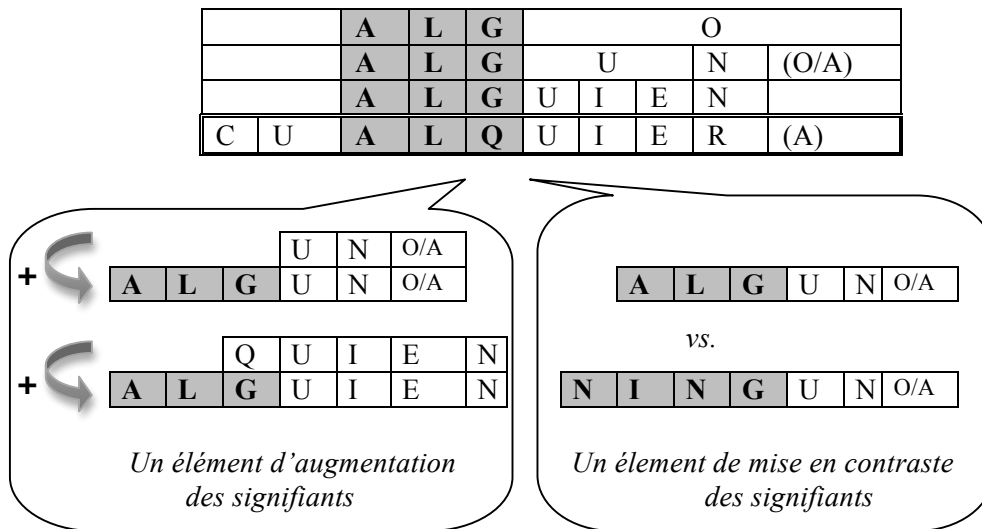 A L G O
A L G U N (O/A)
A L G U I E N
C U A L Q U I E R (A)
U N O/A
+ A L G U N O/A
Q U I E N
+ A L G U I E N
Un élément d’augmentation
des signifiants
A L G U N O/A
vs.
N I N G U N O/A
Un élement de mise en contraste
des signifiants